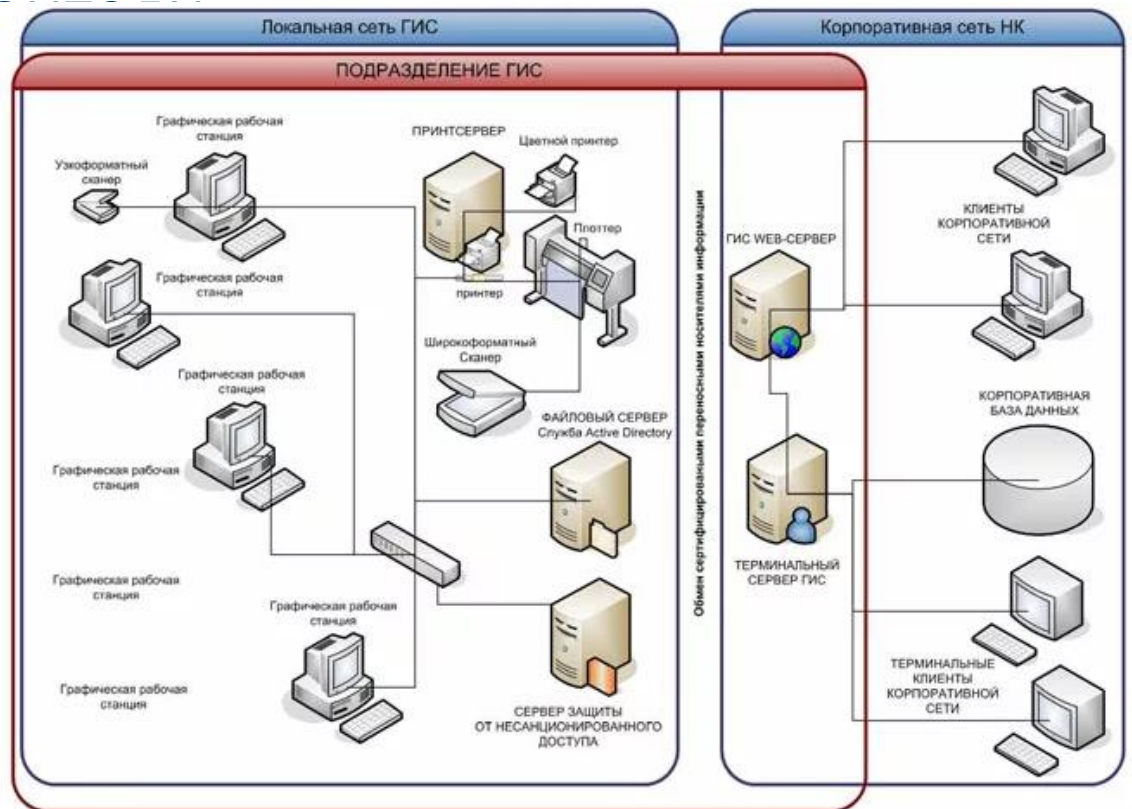 Локальная сеть ГИС
Корпоративная сеть НК
ПОДРАЗДЕЛЕНИЕ ГИС
Графическая рабочая
станция
Узкоформатный
сканер
ПРИНТСЕРВЕР
Цветной принтер
Плоттер
принтер
Графическая рабочая
станция
Широкоформатный
Сканер
Графическая рабочая
станция
ФАЙЛОВЫЙ СЕРВЕР
Служба Active Directory
Графическая рабочая
станция
Графическая рабочая
станция
Графическая рабочая
станция
Графическая рабочая
станция
СЕРВЕР ЗАЩИТЫ
ОТ НЕСАНКЦИОНИРОВАННОГО
ДОСТУПА
Обмен сертифицироваными переносными носителями информации
ГИС WEB-СЕРВЕР
КЛИЕНТЫ
КОРПОРАТИВНОЙ
СЕТИ
КОРПОРАТИВНАЯ
БАЗА ДАННЫХ
ТЕРМИНАЛЬНЫЙ
СЕРВЕР ГИС
ТЕРМИНАЛЬНЫЕ
КЛИЕНТЫ
КОРПОРАТИВНОЙ
СЕТИ